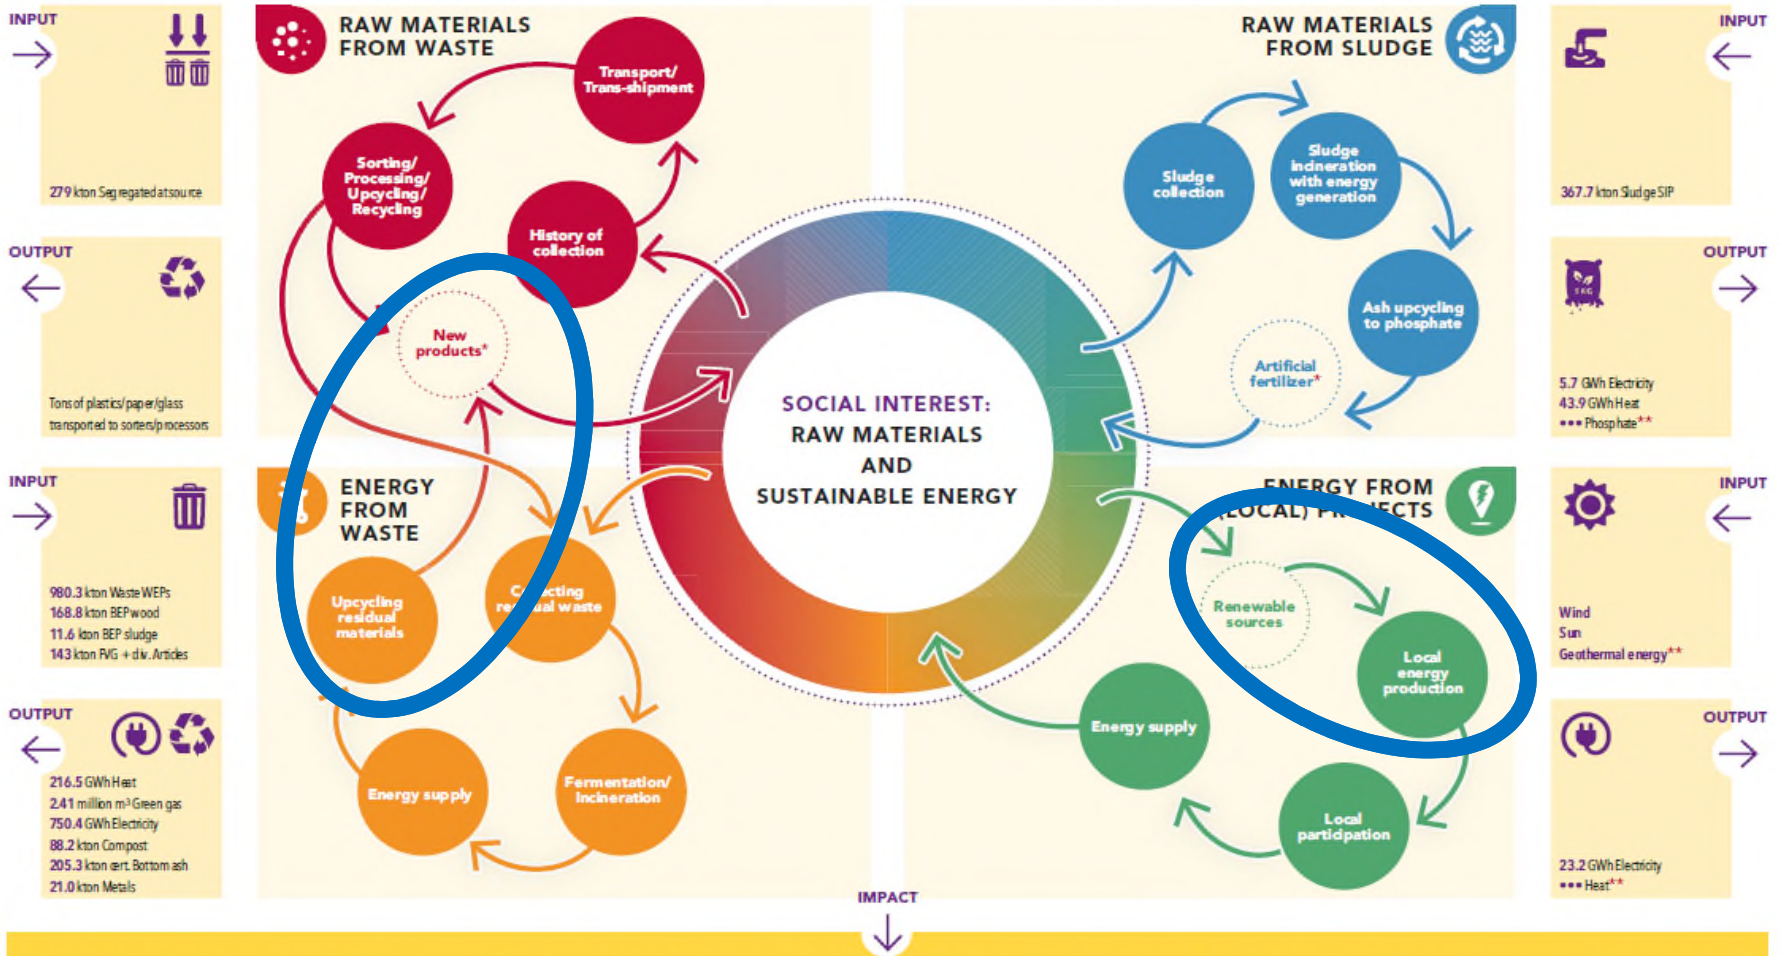 INPUT
279 kton Segregated at source
OUTPUT
Tons of plastics/paper/glass
transported to sorters/processors
INPUT
980.3 kton Waste WEPs
168.8 kton BEP wood
11.6 kton BEP sludge
143 kton FVG + div. Articles
OUTPUT
216.5 GWh Heat
2.41 million m³ Green gas
750.4 GWh Electricity
88.2 kton Compost
205.3 kton cert. Bottom ash
21.0 kton Metals
RAW MATERIALS
FROM WASTE
Transport/
Trans-shipment
Sorting/
Processing/
Upcycling/
Recycling
History of
collection
New
products*
ENERGY
FROM
WASTE
Upcycling
residual
materials
Collecting
residual waste
Energy supply
Fermentation/
Incineration
SOCIAL INTEREST:
RAW MATERIALS
AND
SUSTAINABLE ENERGY
RAW MATERIALS
FROM SLUDGE
Sludge
collection
Sludge
incineration
with energy
generation
Ash upcycling
to phosphate
Artificial
fertilizer*
ENERGY FROM
(LOCAL) PROJECTS
Renewable
sources
Local
energy
production
Energy supply
Local
participation
INPUT
367.7 kton Sludge SIP
OUTPUT
5 KG
5.7 GWh Electricity
43.9 GWh Heat
••• Phosphate**
INPUT
Wind
Sun
Geothermal energy**
OUTPUT
23.2 GWh Electricity
••• Heat**
IMPACT